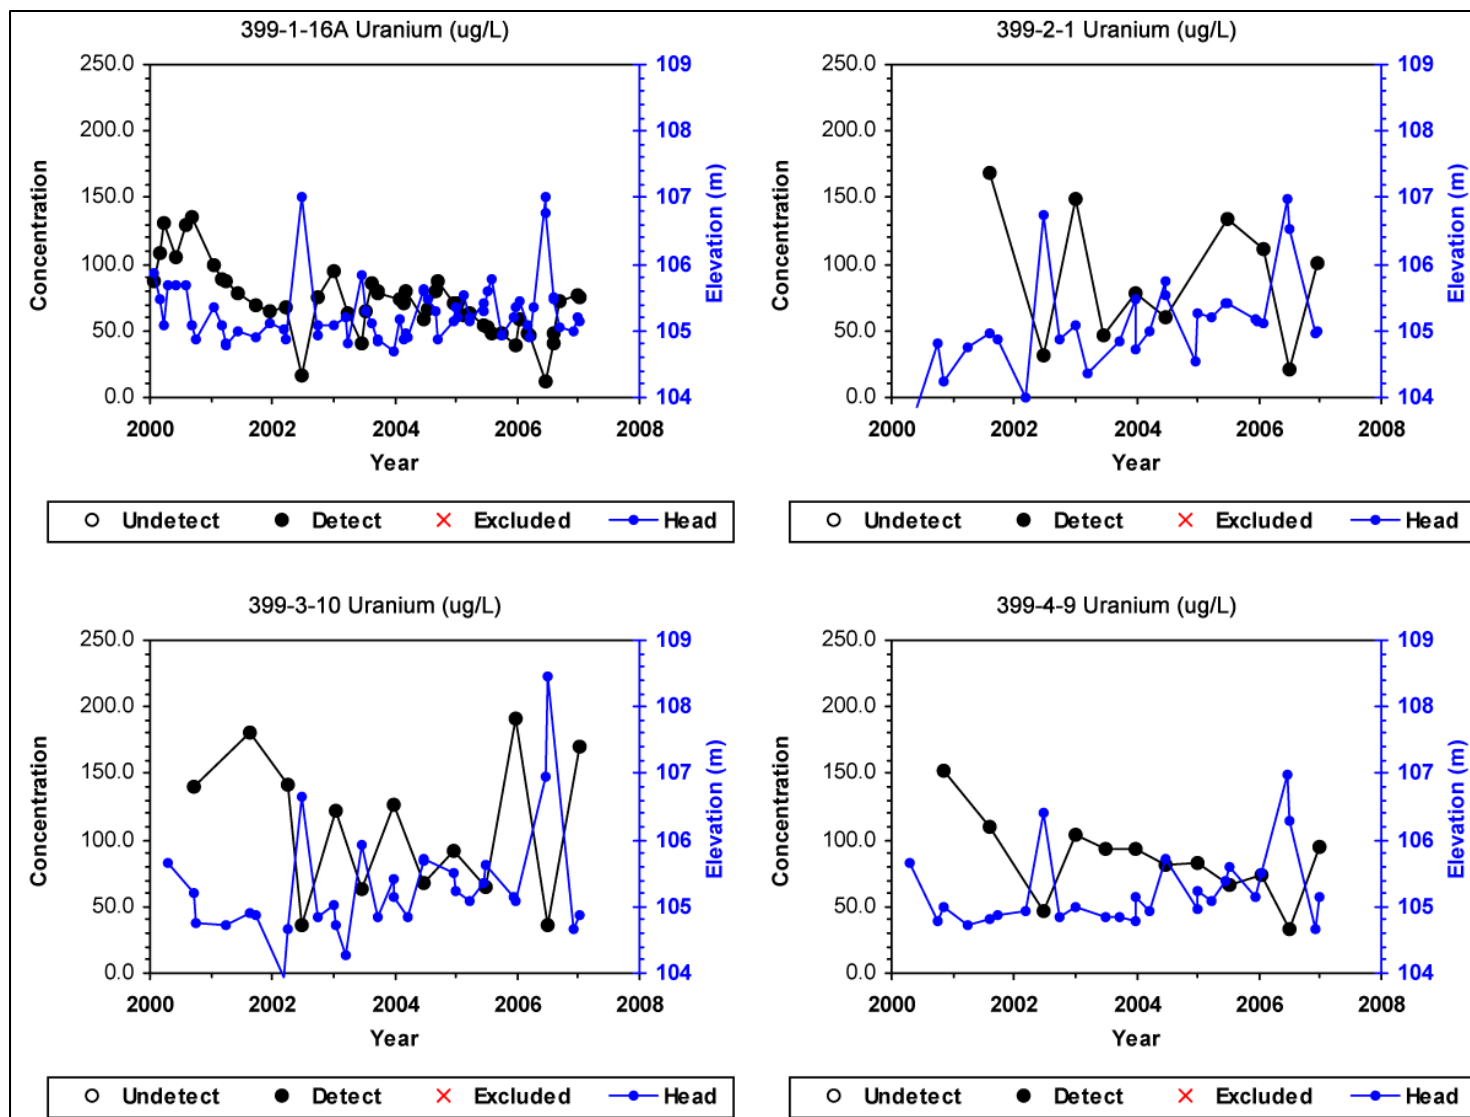 399-1-16A Uranium (ug/L)
250.0
200.0
150.0
100.0
50.0
0.0
Concentration
109
108
107
106
105
104
Elevation (m)
2000 2002 2004 2006 2008
Year
Undetect Detect Excluded Head
399-2-1 Uranium (ug/L)
250.0
200.0
150.0
100.0
50.0
0.0
Concentration
109
108
107
106
105
104
Elevation (m)
2000 2002 2004 2006 2008
Year
Undetect Detect Excluded Head
399-3-10 Uranium (ug/L)
250.0
200.0
150.0
100.0
50.0
0.0
Concentration
109
108
107
106
105
104
Elevation (m)
2000 2002 2004 2006 2008
Year
Undetect Detect Excluded Head
399-4-9 Uranium (ug/L)
250.0
200.0
150.0
100.0
50.0
0.0
Concentration
109
108
107
106
105
104
Elevation (m)
2000 2002 2004 2006 2008
Year
Undetect Detect Excluded Head